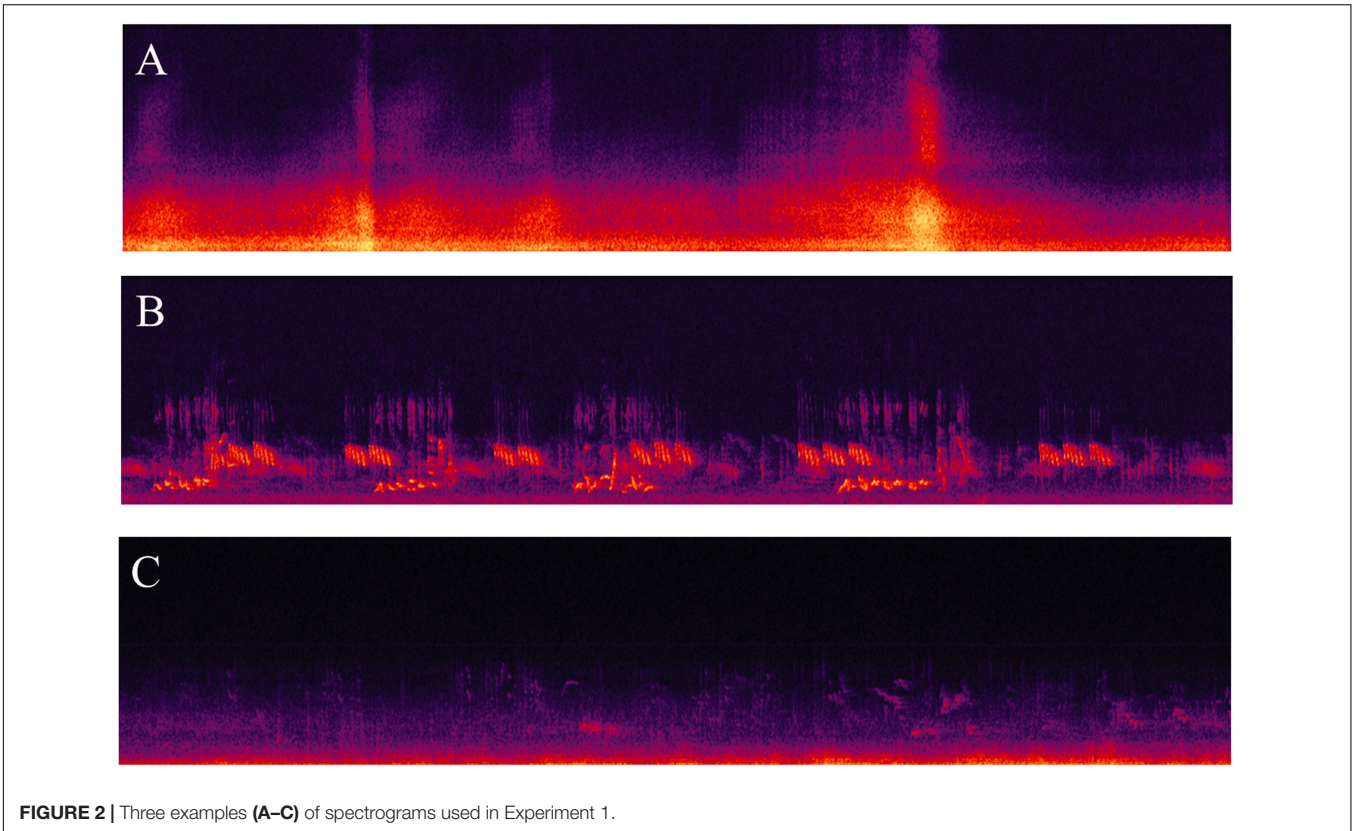 A
B
C
FIGURE 2 | Three examples (A–C) of spectrograms used in Experiment 1.